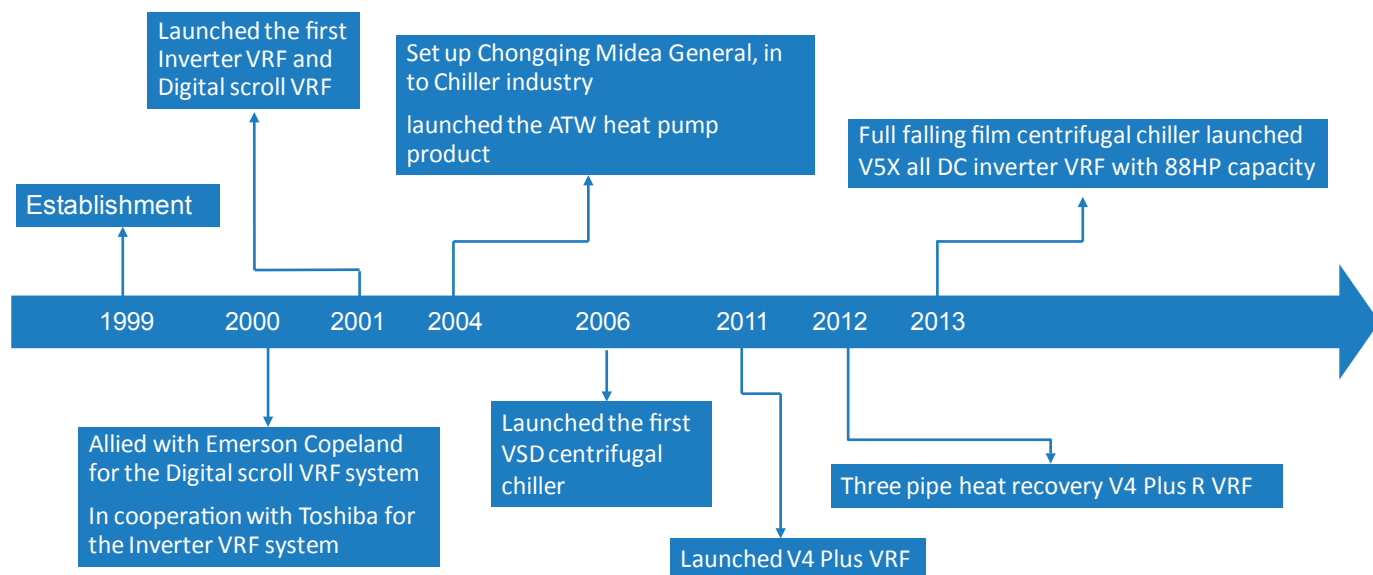 Launched the first
Inverter VRF and
Digital scroll VRF
Set up Chongqing Midea General, in
to Chiller industry
launched the ATW heat pump
product
Full falling film centrifugal chiller launched
V5X all DC inverter VRF with 88HP capacity
Establishment
1999
2000
2001
2004
2006
2011
2012
2013
Allied with Emerson Copeland
for the Digital scroll VRF system
In cooperation with Toshiba for
the Inverter VRF system
Launched the first
VSD centrifugal
chiller
Three pipe heat recovery V4 Plus R VRF
Launched V4 Plus VRF